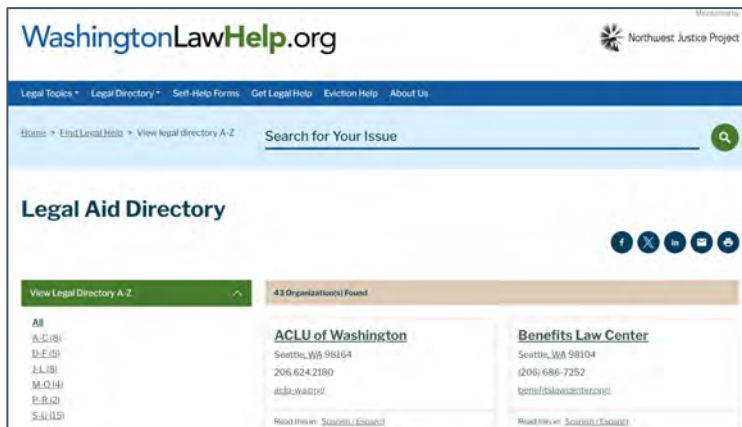 Maintained by
WashingtonLawHelp.org
Northwest Justice Project
Legal Topics Legal Directory Self-Help Forms Get Legal Help Eviction Help About Us
Home > Find Legal Help > View legal directory A-Z
Search for Your Issue
Legal Aid Directory
View Legal Directory A-Z
All
A-C (8)
D-F (5)
J-L (8)
M-O (4)
P-R (2)
S-U (15)
43 Organization(s) Found
ACLU of Washington
Seattle, WA 98164
206.624.2180
aclu-wa.org/
Read this in: Spanish / Español
Benefits Law Center
Seattle, WA 98104
(206) 686-7252
benefitslawcenter.org/
Read this in: Spanish / Español